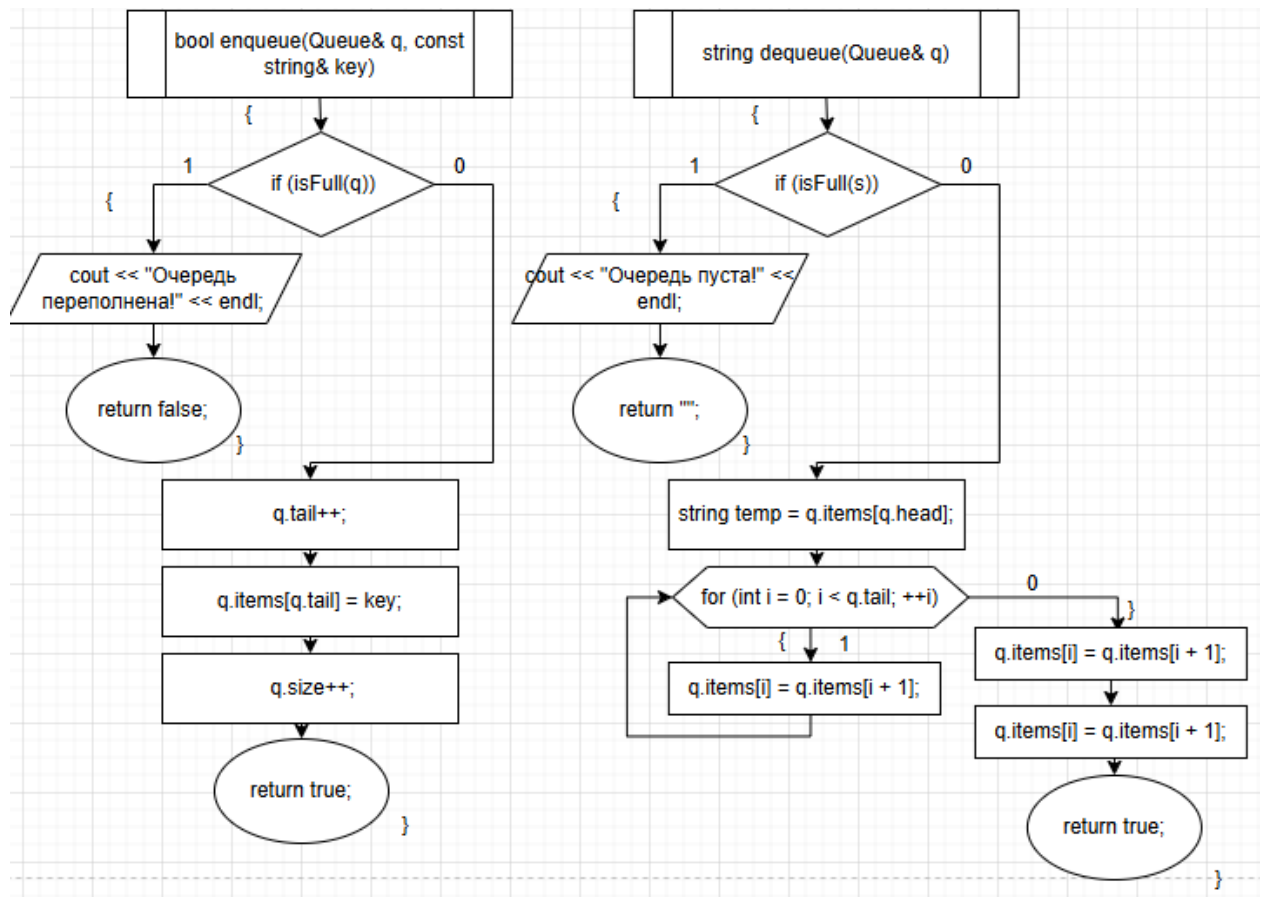 bool enqueue(Queue& q, const
string& key)
{
if (isFull(q))
1
0
{
cout << "Очередь
переполнена!" << endl;
return false;
}
q.tail++;
q.items[q.tail] = key;
q.size++;
return true;
}
string dequeue(Queue& q)
{
if (isFull(s))
1
0
{
cout << "Очередь пуста!" <<
endl;
return "";
}
string temp = q.items[q.head];
for (int i = 0; i < q.tail; ++i)
0
{
1
q.items[i] = q.items[i + 1];
}
q.items[i] = q.items[i + 1];
q.items[i] = q.items[i + 1];
return true;
}